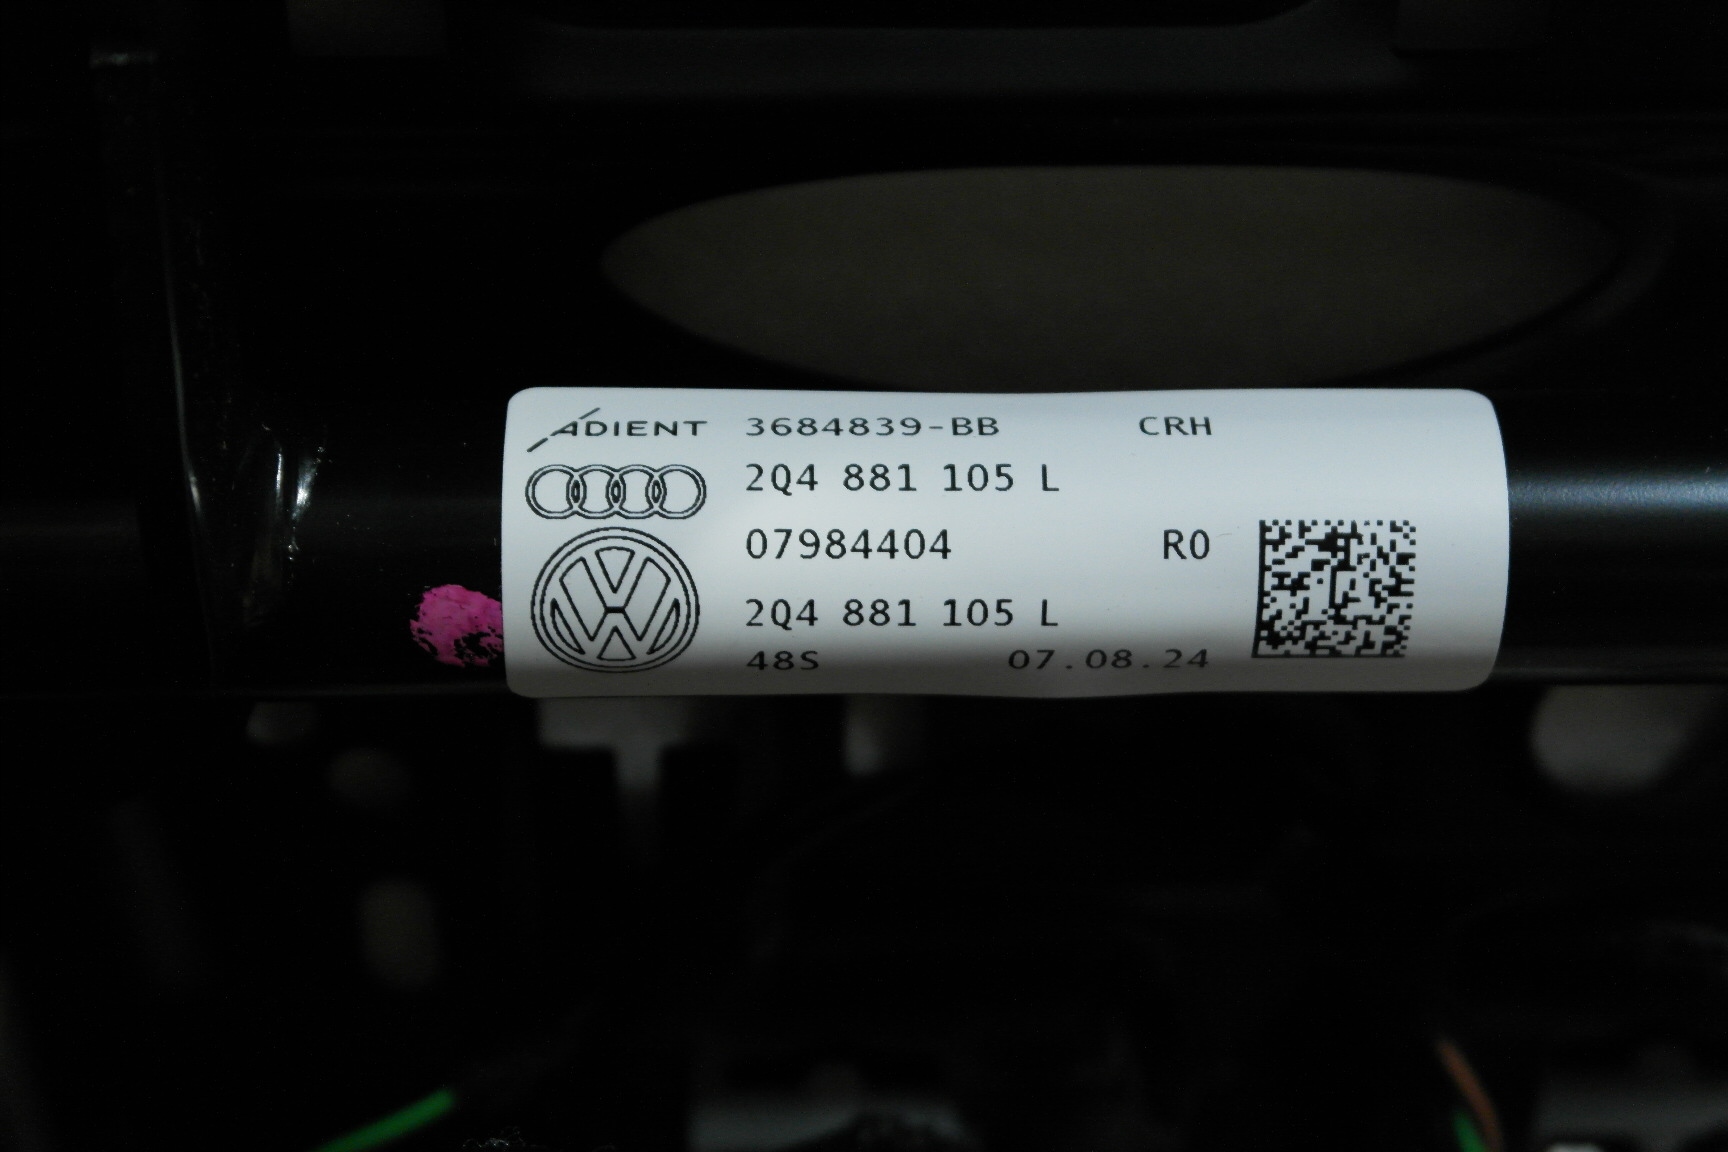 ADIENT 3684839-BB CRH
2Q4 881 105 L
07984404 R0
2Q4 881 105 L
48S 07.08.24